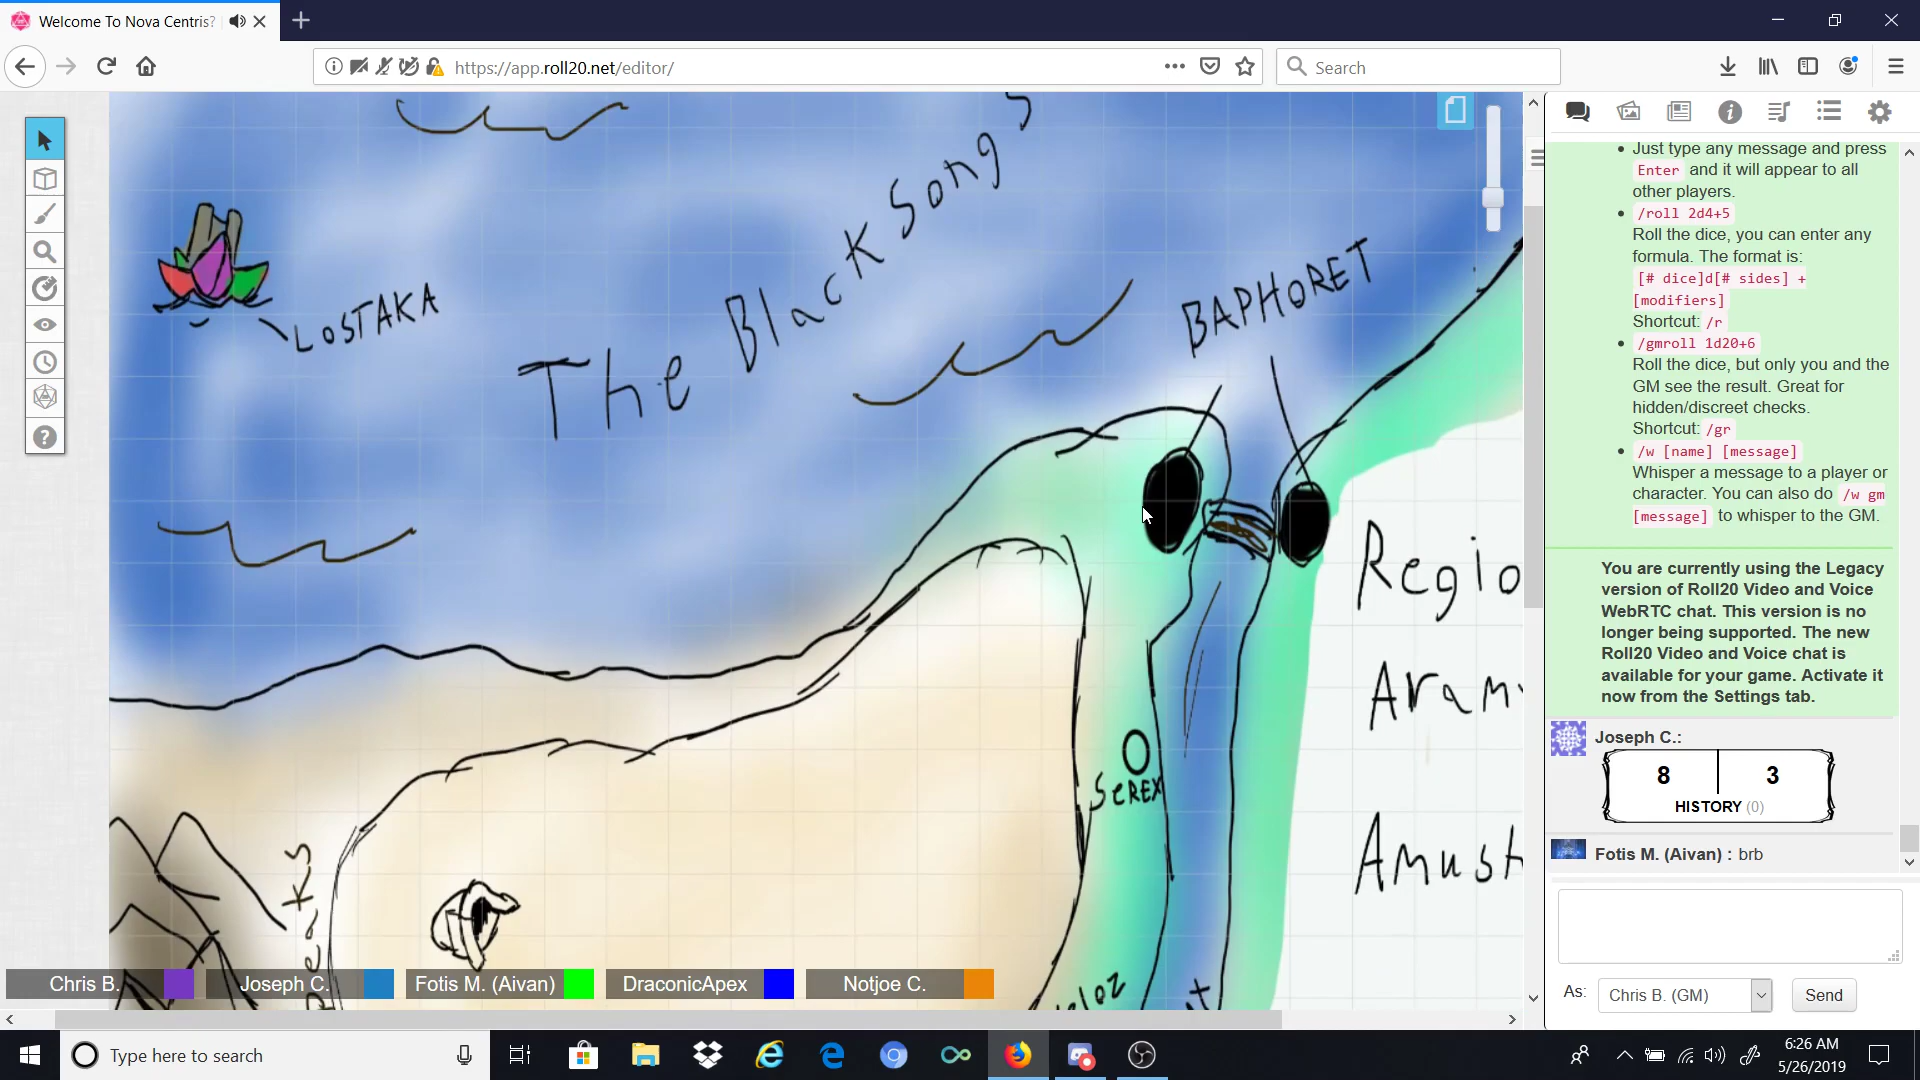 Welcome To Nova Centris?
https://app.roll20.net/editor/
Search
The Black Song
LOSTAKA
BAPHORET
SeREX
Regio
Aram
Amust
Just type any message and press
Enter and it will appear to all
other players.
/roll 2d4+5
Roll the dice, you can enter any
formula. The format is:
[# dice]d[# sides] +
[modifiers]
Shortcut: /r
/gmroll 1d20+6
Roll the dice, but only you and the
GM see the result. Great for
hidden/discreet checks.
Shortcut: /gr
/w [name] [message]
Whisper a message to a player or
character. You can also do /w gm
[message] to whisper to the GM.
You are currently using the Legacy
version of Roll20 Video and Voice
WebRTC chat. This version is no
longer being supported. The new
Roll20 Video and Voice chat is
available for your game. Activate it
now from the Settings tab.
Joseph C.:
8 3
HISTORY (0)
Fotis M. (Aivan) : brb
As: Chris B. (GM) Send
Chris B. Joseph C. Fotis M. (Aivan) DraconicApex Notjoe C.
Type here to search
6:26 AM
5/26/2019